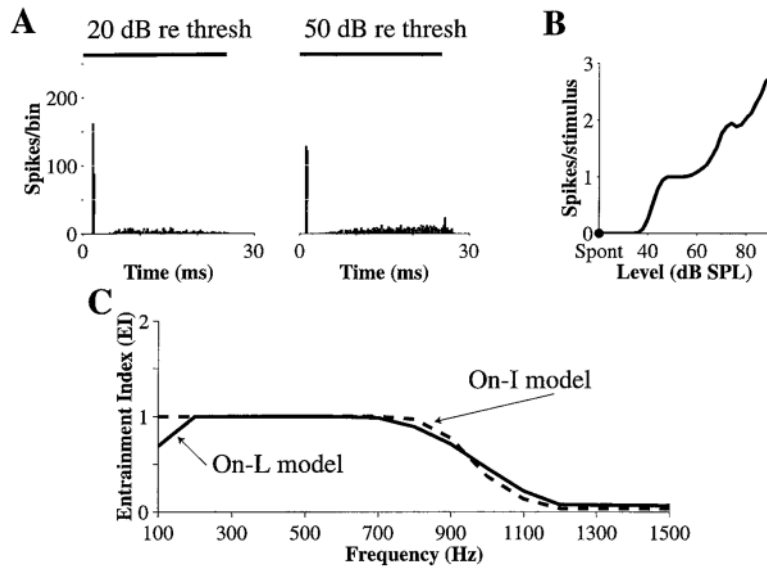 A
20 dB re thresh
50 dB re thresh
Spikes/bin
200
150
0
0
30
0
30
Time (ms)
Time (ms)
B
Spikes/stimulus
3
2
1
0
Spont
40
60
80
Level (dB SPL)
C
Entrainment Index (EI)
2
1
0
On-I model
On-L model
100
300
500
700
900
1100
1300
1500
Frequency (Hz)